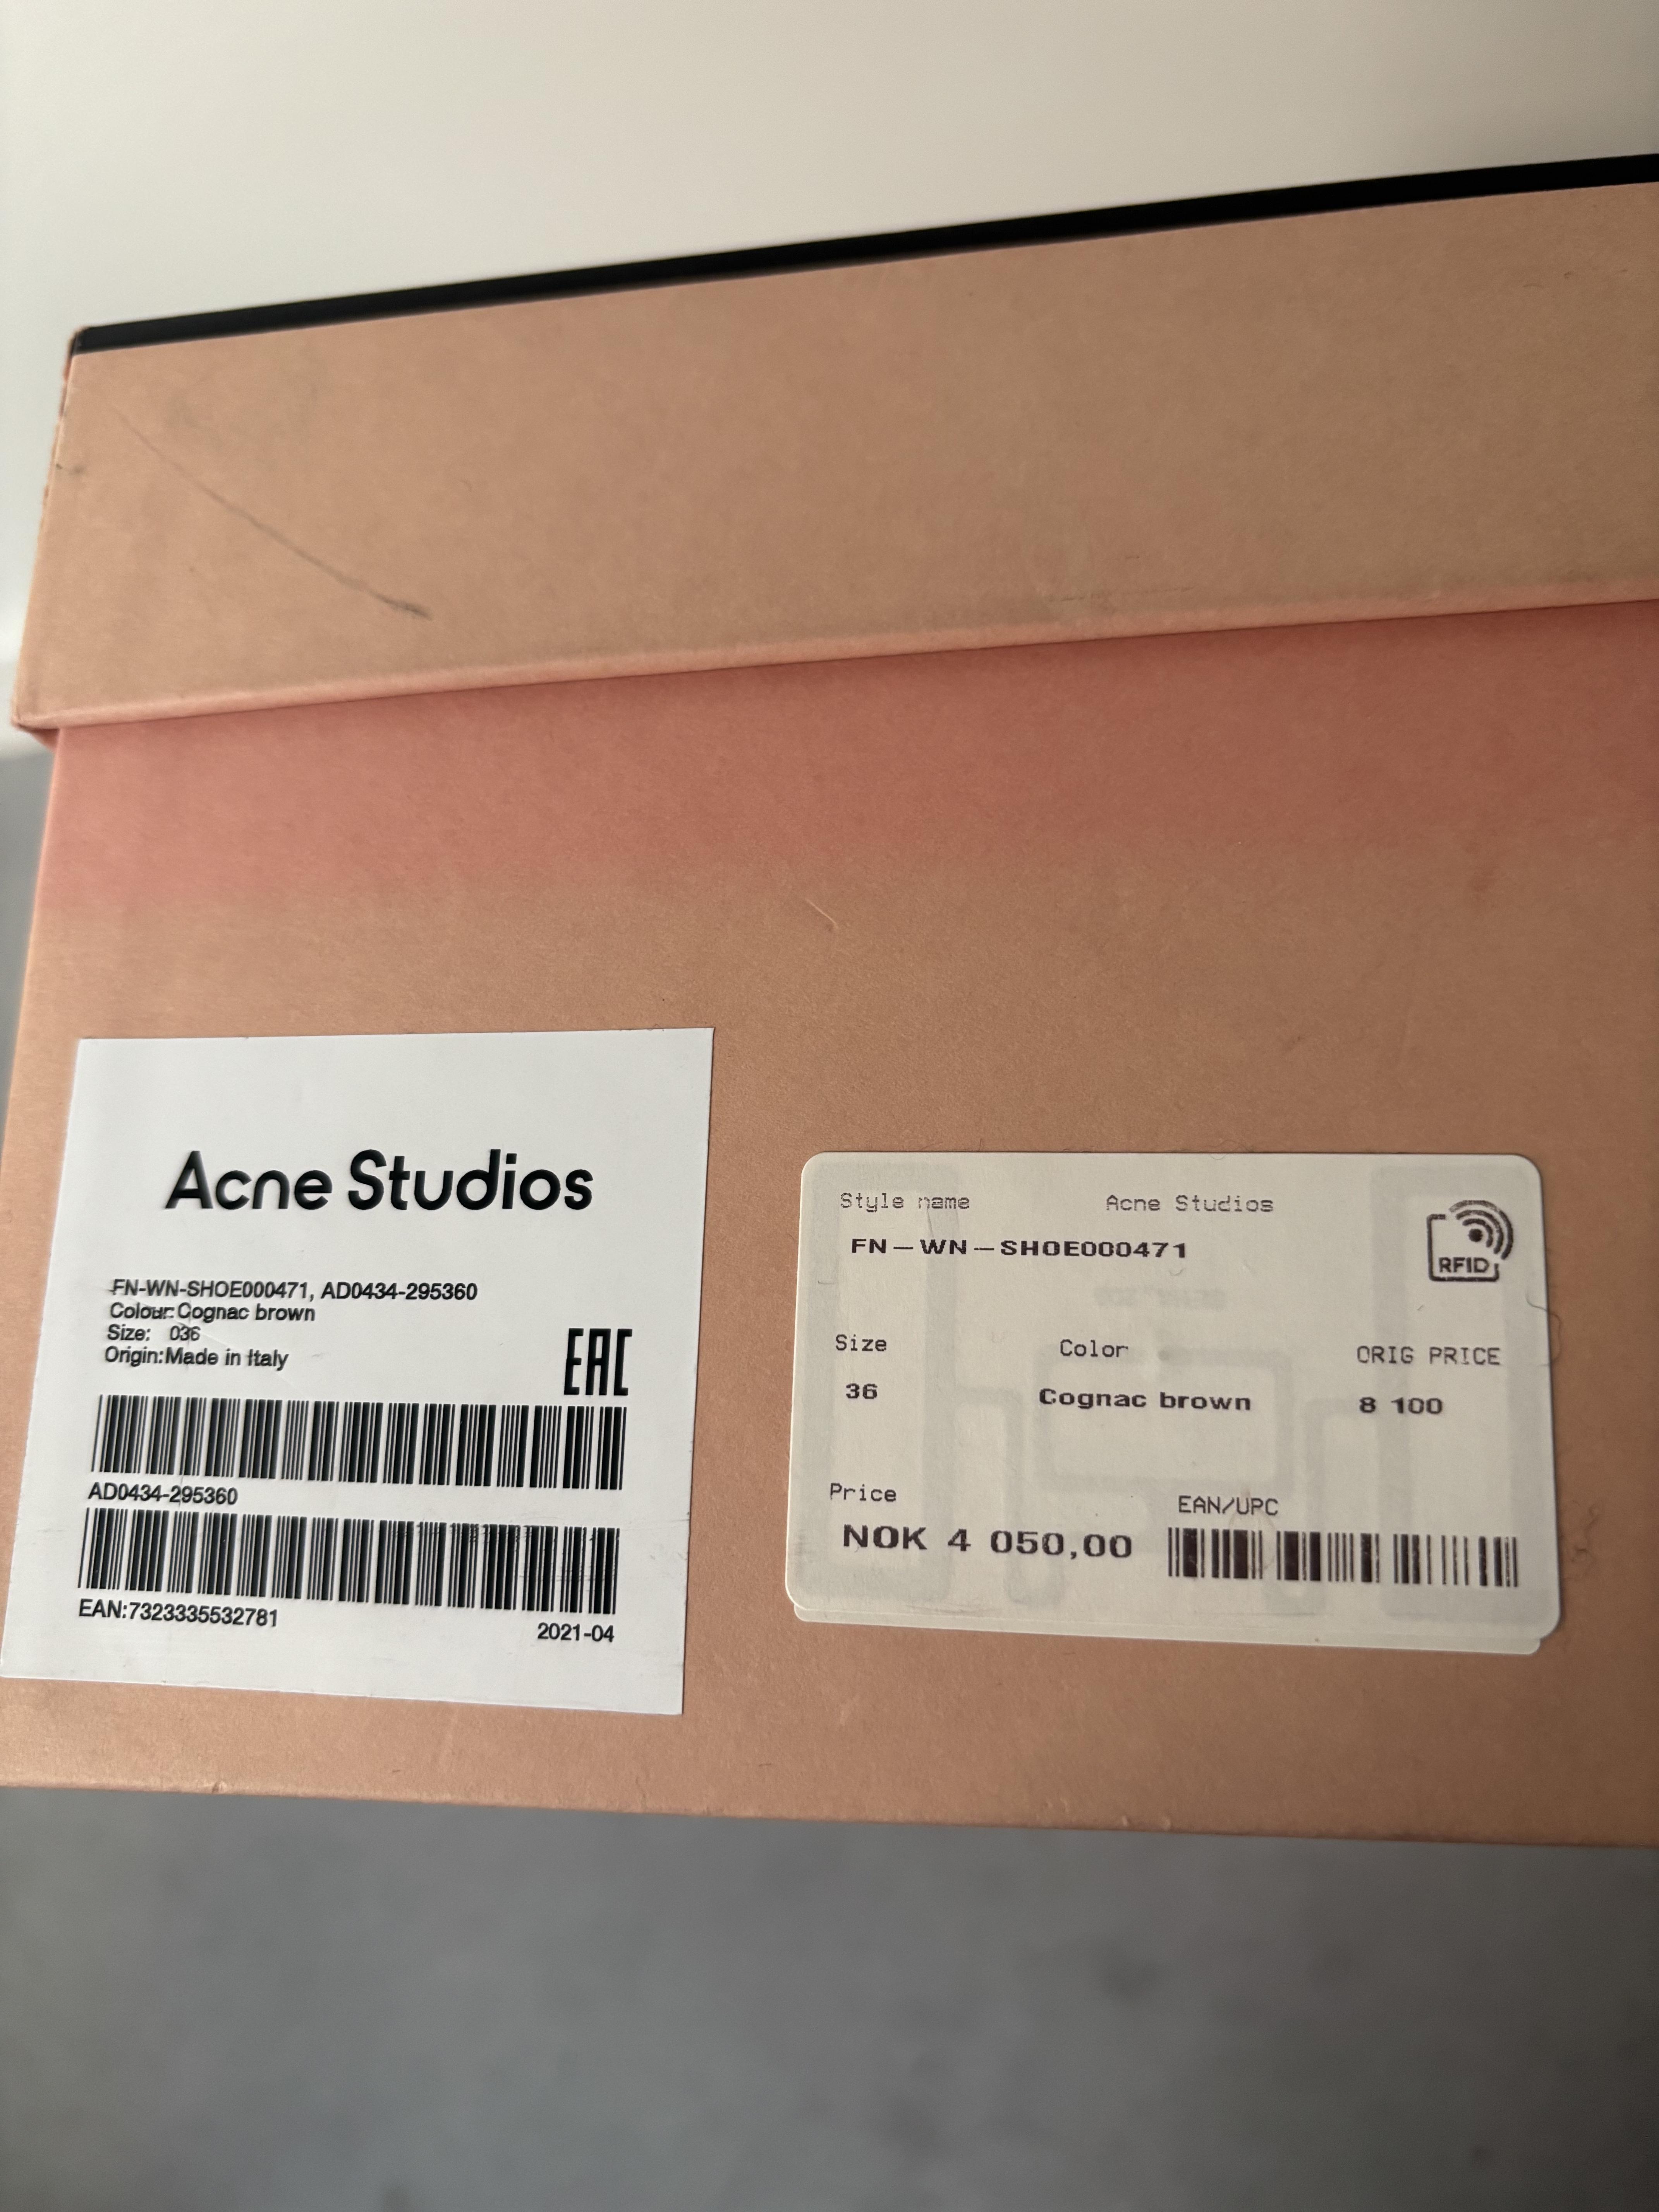 Acne Studios
FN-WN-SHOE000471, AD0434-295360
Colour: Cognac brown
Size: 036
Origin: Made in Italy
EAC
AD0434-295360
EAN:7323335532781
2021-04
Style name Acne Studios
FN-WN-SHOE000471
RFID
Size Color ORIG PRICE
36 Cognac brown 8 100
Price EAN/UPC
NOK 4 050,00